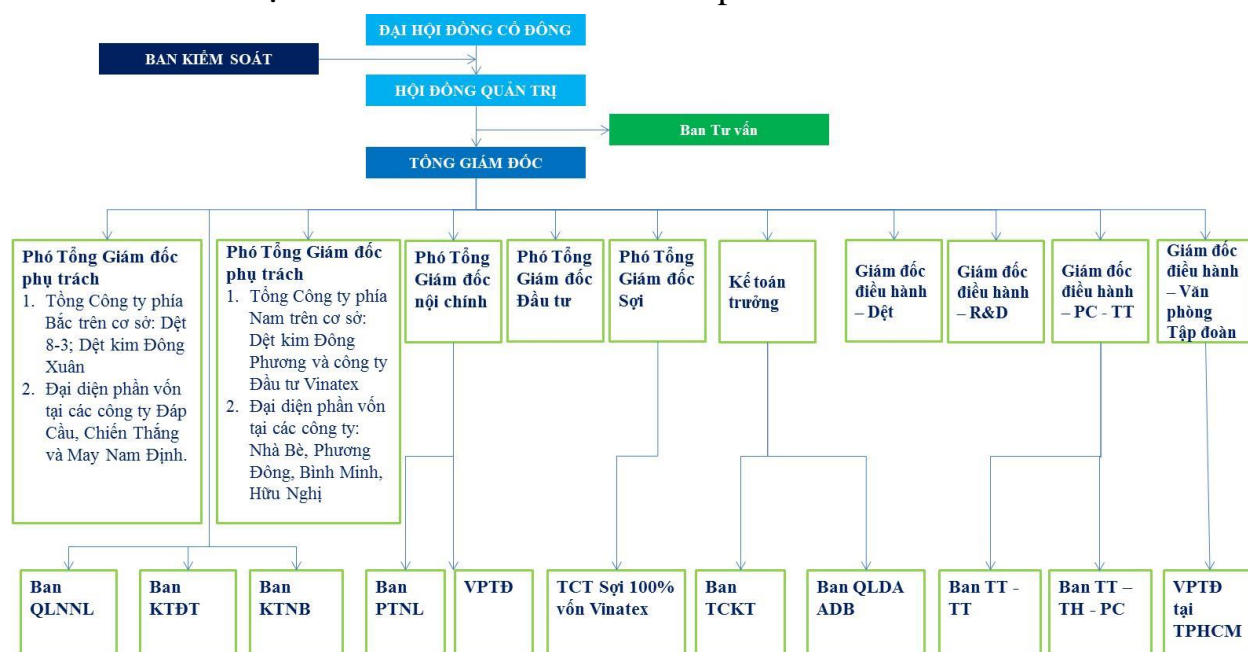 ĐẠI HỘI ĐỒNG CỔ ĐÔNG
BAN KIỂM SOÁT
HỘI ĐỒNG QUẢN TRỊ
Ban Tư vấn
TỔNG GIÁM ĐỐC
Phó Tổng Giám đốc
phụ trách
1. Tổng Công ty phía
Bắc trên cơ sở: Dệt
8-3; Dệt kim Đông
Xuân
2. Đại diện phần vốn
tại các công ty Đáp
Cầu, Chiến Thắng
và May Nam Định.
Phó Tổng Giám đốc
phụ trách
1. Tổng Công ty phía
Nam trên cơ sở:
Dệt kim Đông
Phương và công ty
Đầu tư Vinatex
2. Đại diện phần vốn
tại các công ty:
Nhà Bè, Phương
Đông, Bình Minh,
Hữu Nghị
Phó Tổng
Giám đốc
nội chính
Phó Tổng
Giám đốc
Đầu tư
Phó Tổng
Giám đốc
Sợi
Kế toán
trưởng
Giám đốc
điều hành
– Dệt
Giám đốc
điều hành
– R&D
Giám đốc
điều hành
– PC - TT
Giám đốc
điều hành
– Văn
phòng
Tập đoàn
Ban
QLNNL
Ban
KTĐT
Ban
KTNB
Ban
PTNL
VPTĐ
TCT Sợi 100%
vốn Vinatex
Ban
TCKT
Ban QLDA
ADB
Ban TT -
TT
Ban TT –
TH - PC
VPTĐ
tại
TPHCM